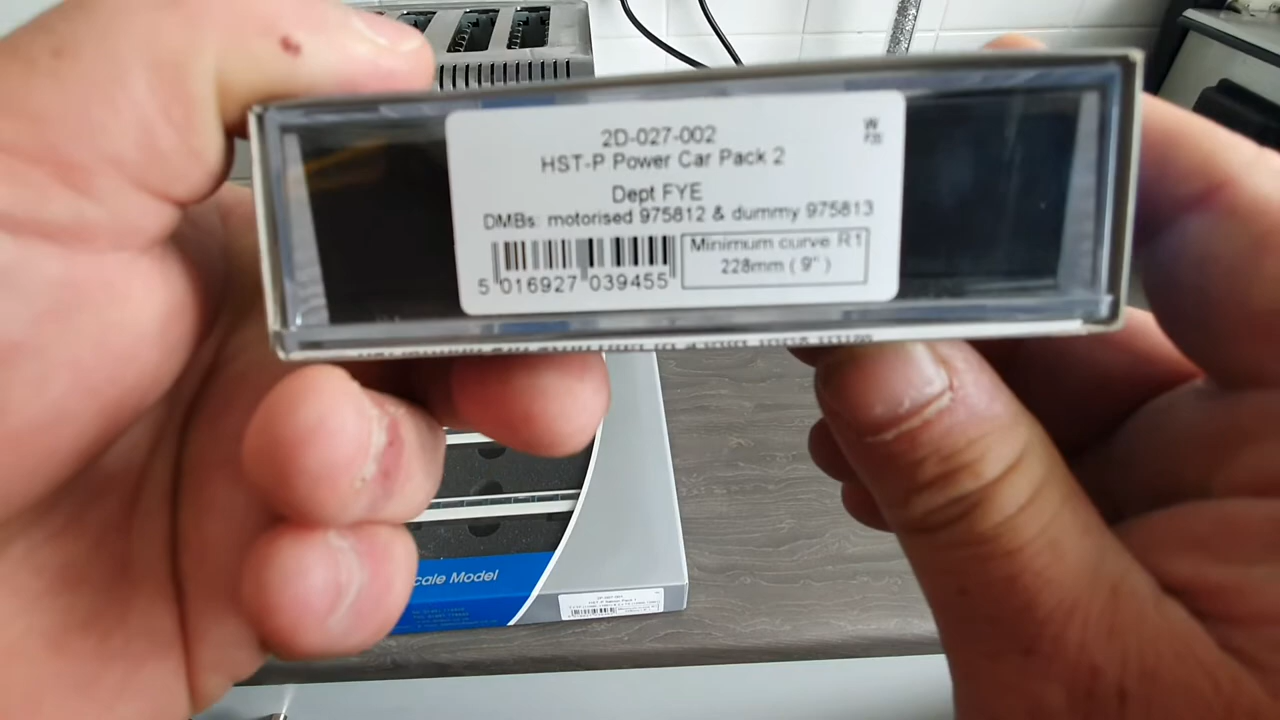 2D-027-002
W
HST-P Power Car Pack 2
Dept FYE
DMBs: motorised 975812 & dummy 975813
Minimum curve R1
228mm ( 9" )
5 016927 039455
cale Model